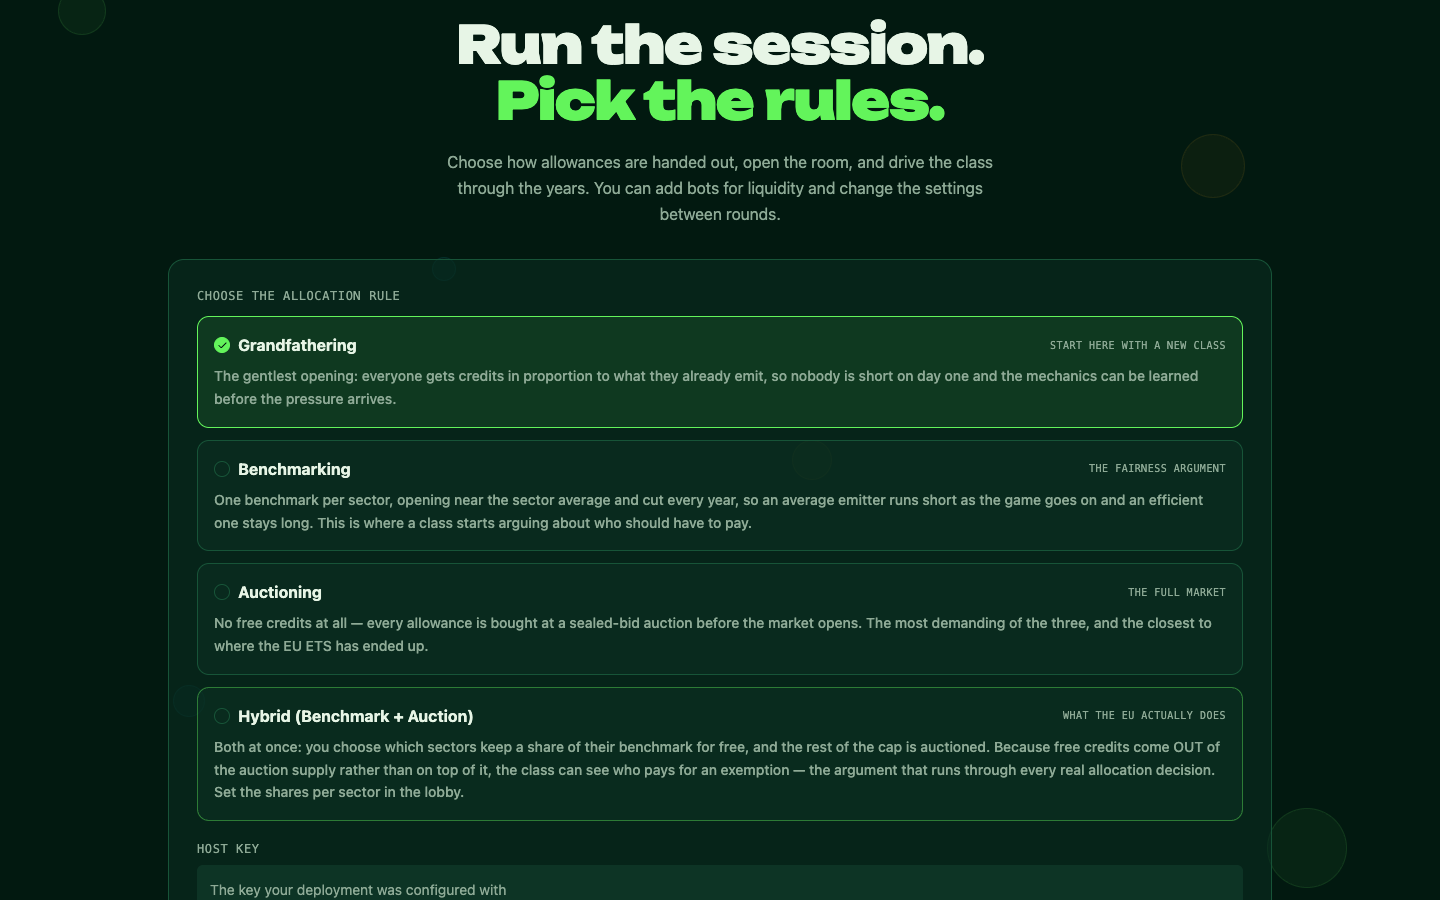 Run the session.
Pick the rules.
Choose how allowances are handed out, open the room, and drive the class
through the years. You can add bots for liquidity and change the settings
between rounds.
CHOOSE THE ALLOCATION RULE
Grandfathering
START HERE WITH A NEW CLASS
The gentlest opening: everyone gets credits in proportion to what they already emit, so nobody is short on day one and the mechanics can be learned
before the pressure arrives.
Benchmarking
THE FAIRNESS ARGUMENT
One benchmark per sector, opening near the sector average and cut every year, so an average emitter runs short as the game goes on and an efficient
one stays long. This is where a class starts arguing about who should have to pay.
Auctioning
THE FULL MARKET
No free credits at all — every allowance is bought at a sealed-bid auction before the market opens. The most demanding of the three, and the closest to
where the EU ETS has ended up.
Hybrid (Benchmark + Auction)
WHAT THE EU ACTUALLY DOES
Both at once: you choose which sectors keep a share of their benchmark for free, and the rest of the cap is auctioned. Because free credits come OUT of
the auction supply rather than on top of it, the class can see who pays for an exemption — the argument that runs through every real allocation decision.
Set the shares per sector in the lobby.
HOST KEY
The key your deployment was configured with